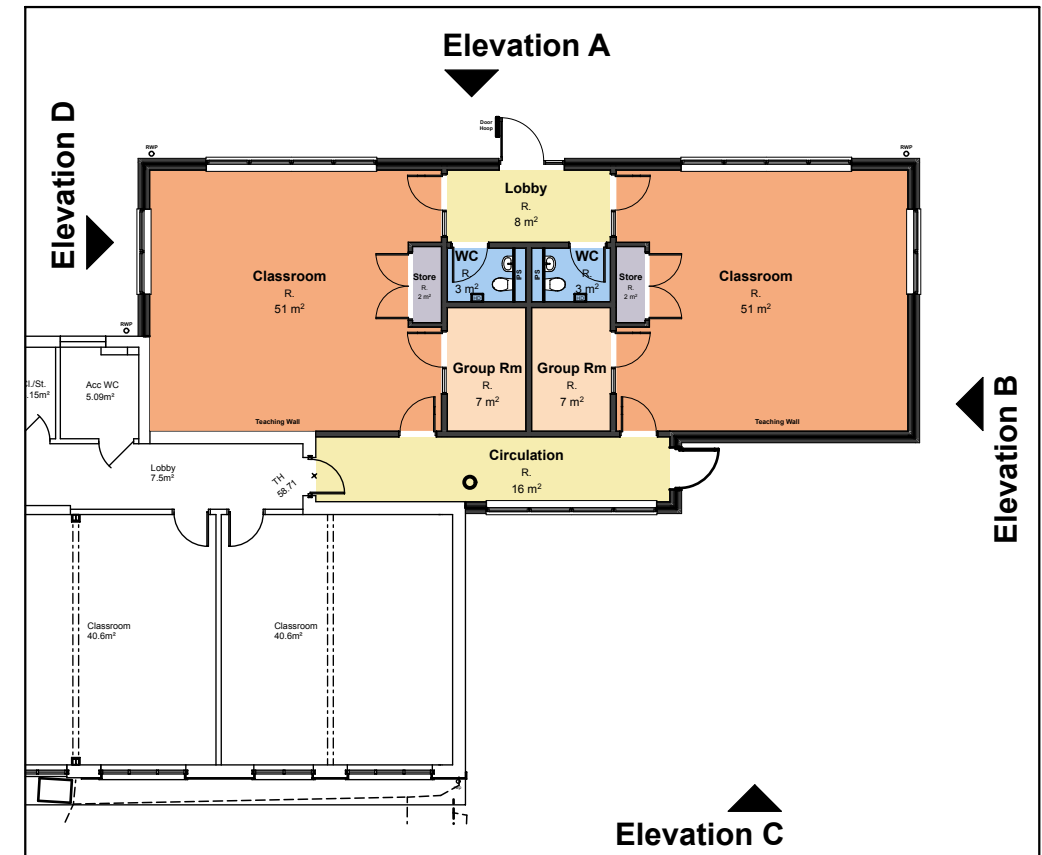 Elevation A
Elevation D
Door
Hoop
RWP
RWP
Lobby
R.
8 m²
WC
R.
3 m²
IPS
IPS
WC
R.
3 m²
Classroom
R.
51 m²
Store
R.
2 m²
Store
R.
2 m²
Classroom
R.
51 m²
RWP
Group Rm
R.
7 m²
Group Rm
R.
7 m²
Acc WC
5.09m²
.15m²
Teaching Wall
Teaching Wall
Elevation B
Circulation
R.
16 m²
Lobby
7.5m²
TH
58.71
Classroom
40.6m²
Classroom
40.6m²
Elevation C